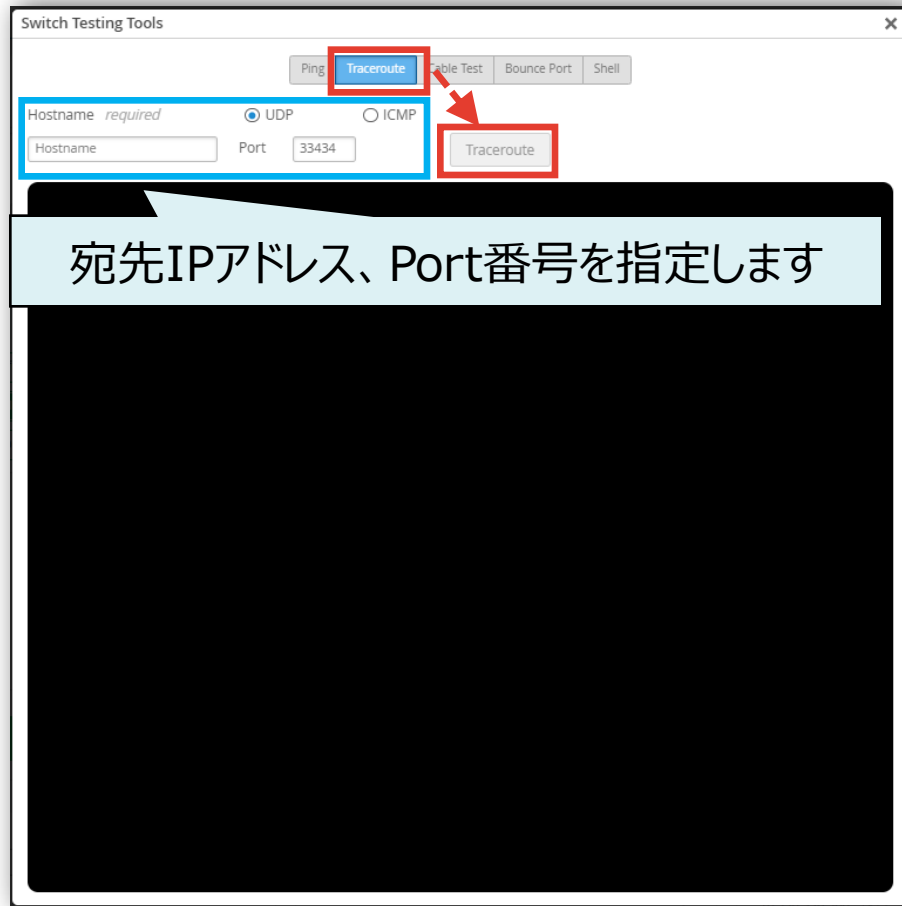 Switch Testing Tools ×
Ping Traceroute Cable Test Bounce Port Shell
Hostname required UDP ICMP
Hostname Port 33434 Traceroute
宛先IPアドレス、Port番号を指定します